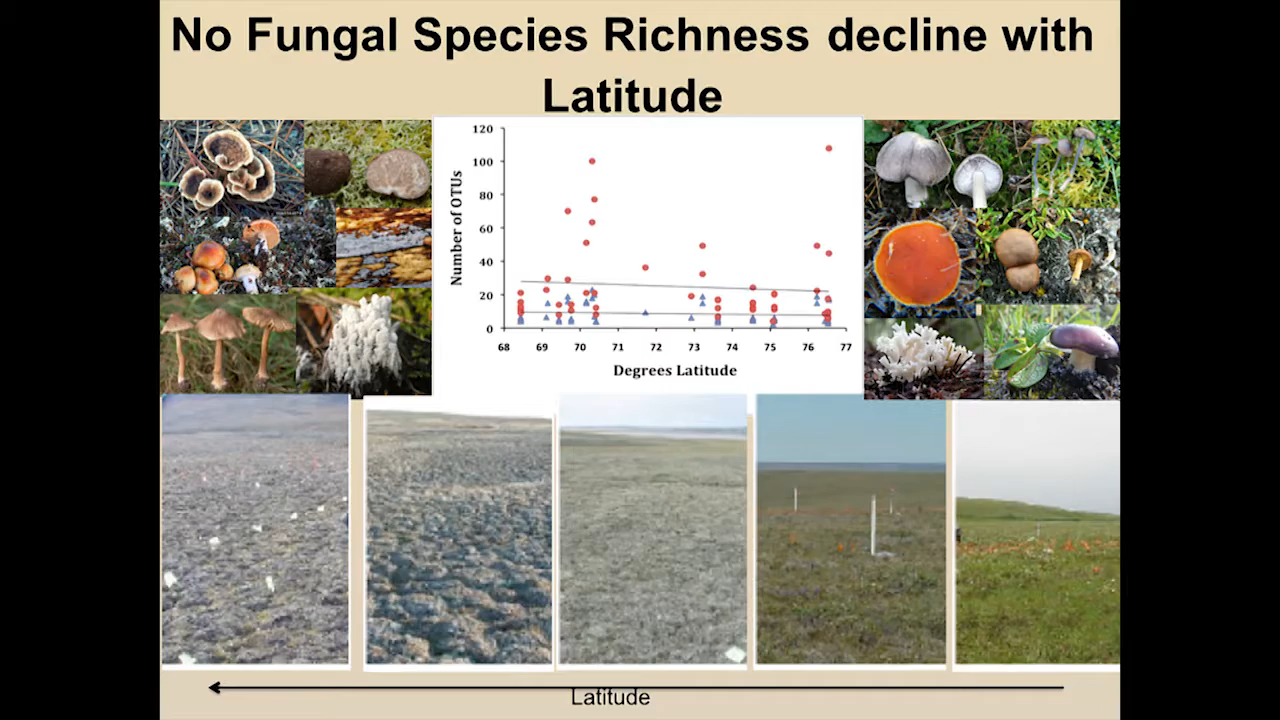 No Fungal Species Richness decline with
Latitude
Number of OTUs
120
100
80
60
40
20
0
68 69 70 71 72 73 74 75 76 77
Degrees Latitude
Latitude